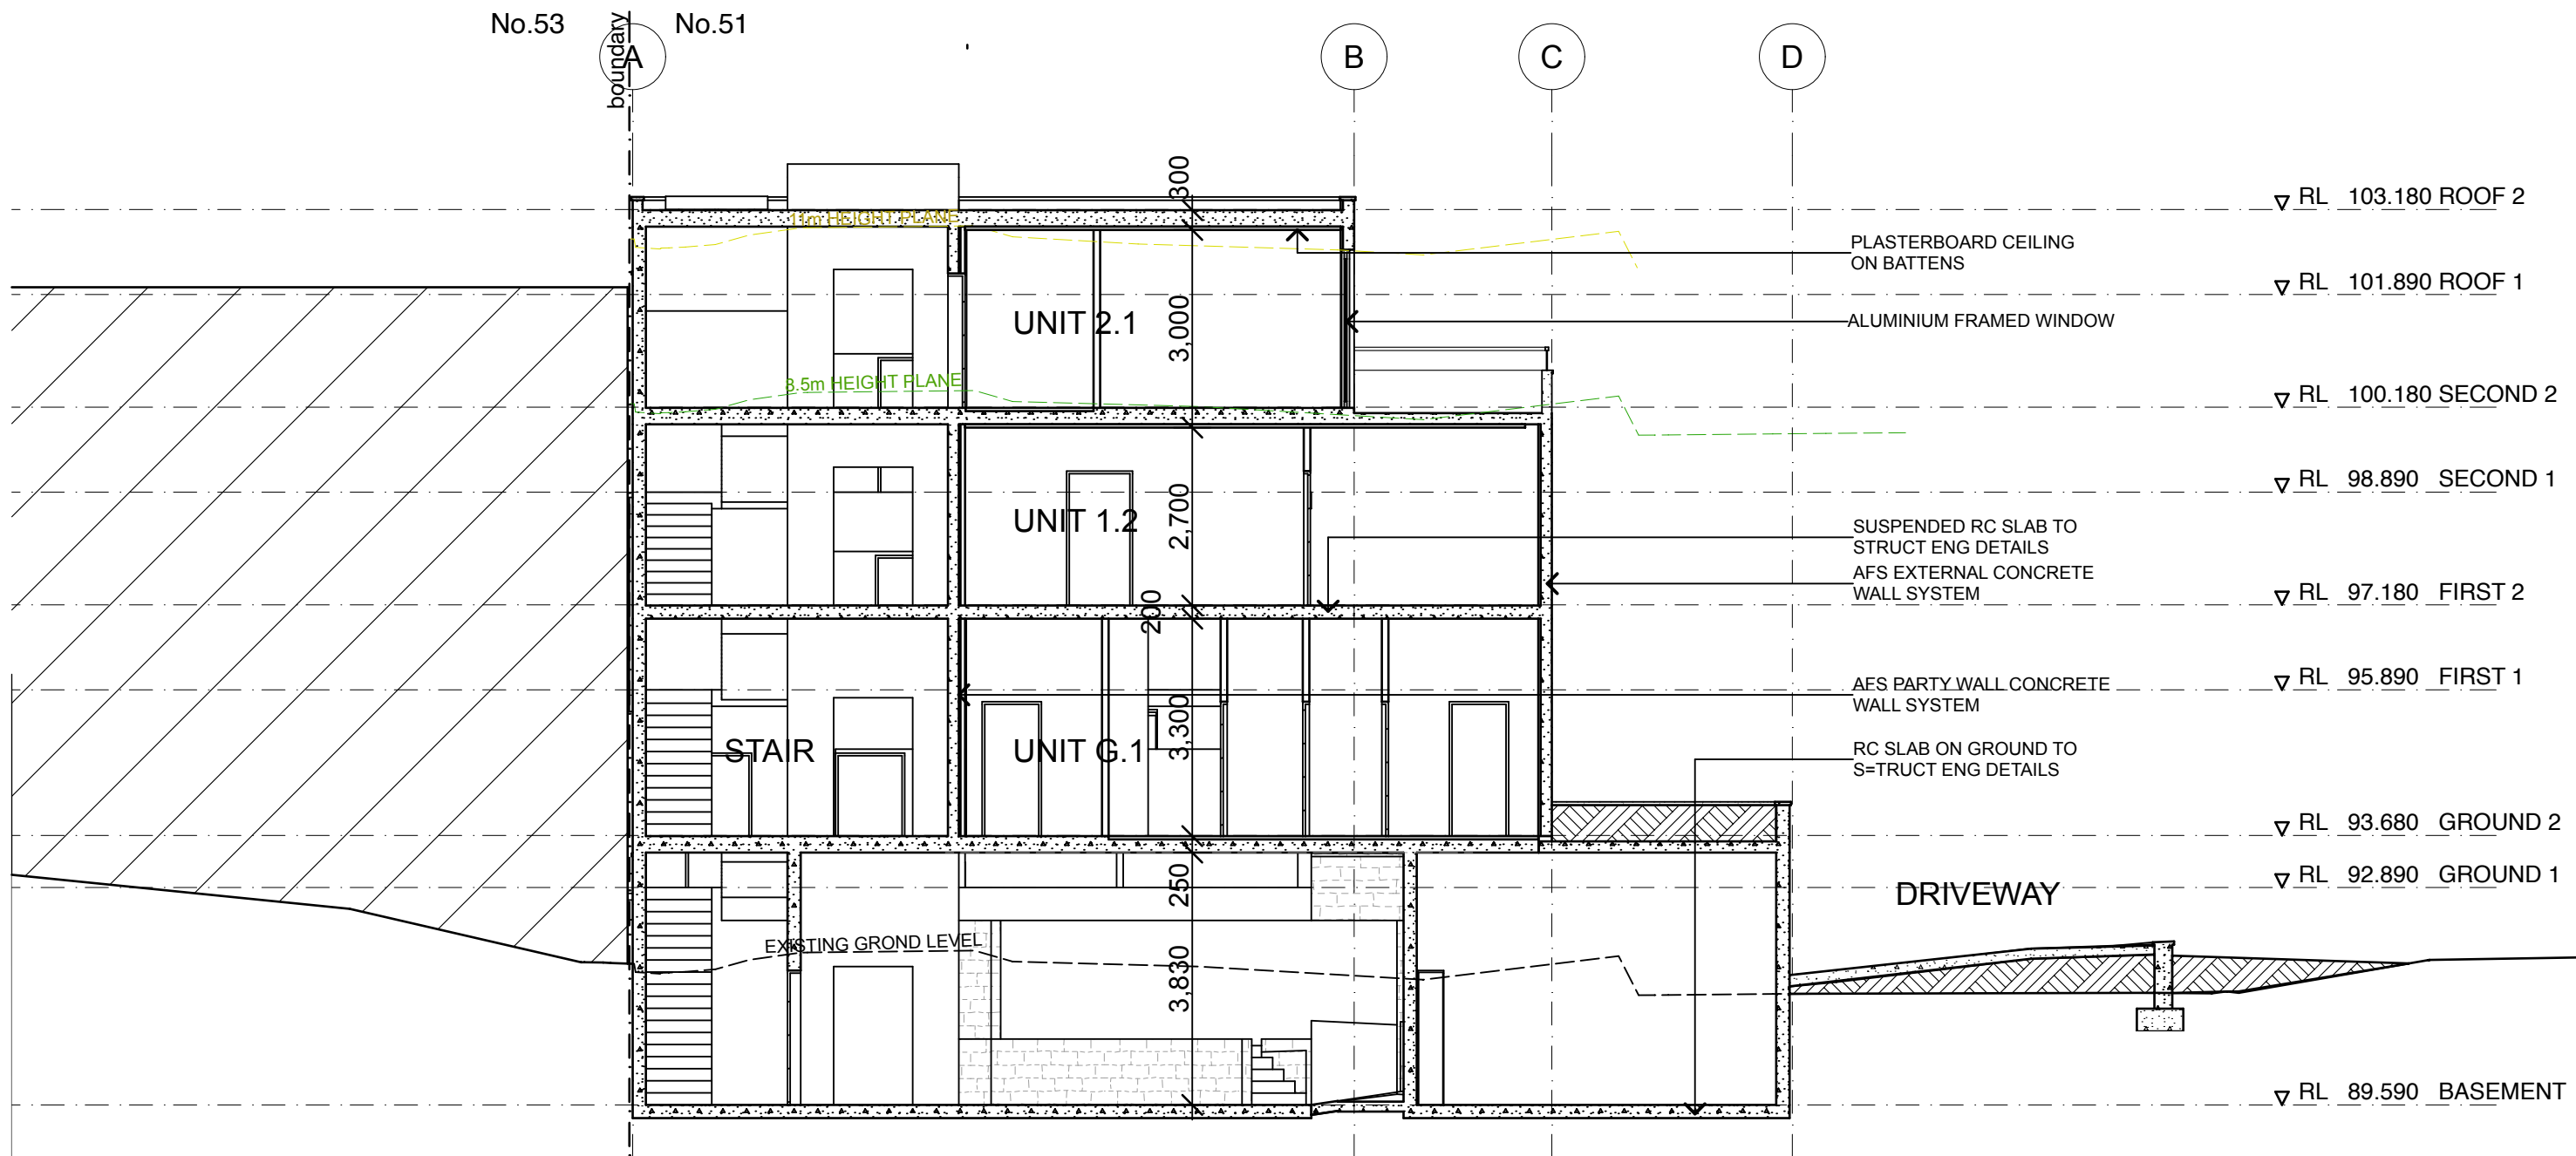 No.53
boundary
No.51
A
B
C
D
RL 103.180 ROOF 2
11m HEIGHT PLANE
300
PLASTERBOARD CEILING
ON BATTENS
RL 101.890 ROOF 1
UNIT 2.1
3,000
ALUMINIUM FRAMED WINDOW
8.5m HEIGHT PLANE
RL 100.180 SECOND 2
RL 98.890 SECOND 1
UNIT 1.2
2,700
SUSPENDED RC SLAB TO
STRUCT ENG DETAILS
AFS EXTERNAL CONCRETE
WALL SYSTEM
RL 97.180 FIRST 2
200
AFS PARTY WALL CONCRETE
WALL SYSTEM
RL 95.890 FIRST 1
STAIR
UNIT G.1
3,300
RC SLAB ON GROUND TO
S=TRUCT ENG DETAILS
RL 93.680 GROUND 2
250
RL 92.890 GROUND 1
DRIVEWAY
EXISTING GROND LEVEL
3,830
RL 89.590 BASEMENT